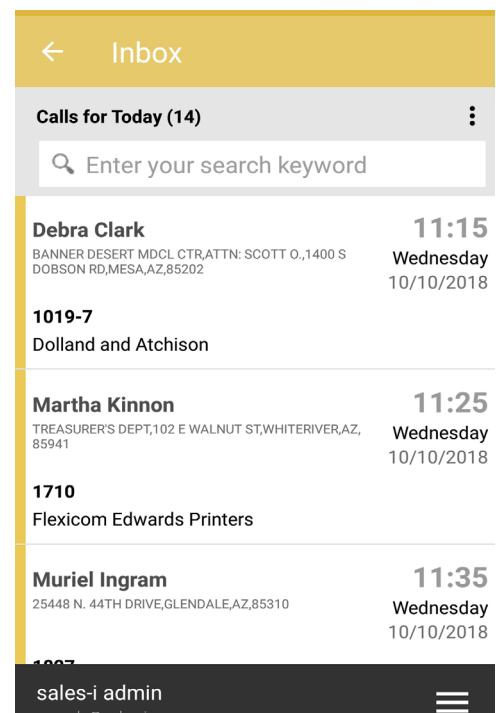 Inbox
Calls for Today (14)
Enter your search keyword
Debra Clark
11:15
BANNER DESERT MDCL CTR,ATTN: SCOTT O.,1400 S
DOBSON RD,MESA,AZ,85202
Wednesday
10/10/2018
1019-7
Dolland and Atchison
Martha Kinnon
11:25
TREASURER'S DEPT,102 E WALNUT ST,WHITERIVER,AZ,
85941
Wednesday
10/10/2018
1710
Flexicom Edwards Printers
Muriel Ingram
11:35
25448 N. 44TH DRIVE,GLENDALE,AZ,85310
Wednesday
10/10/2018
sales-i admin